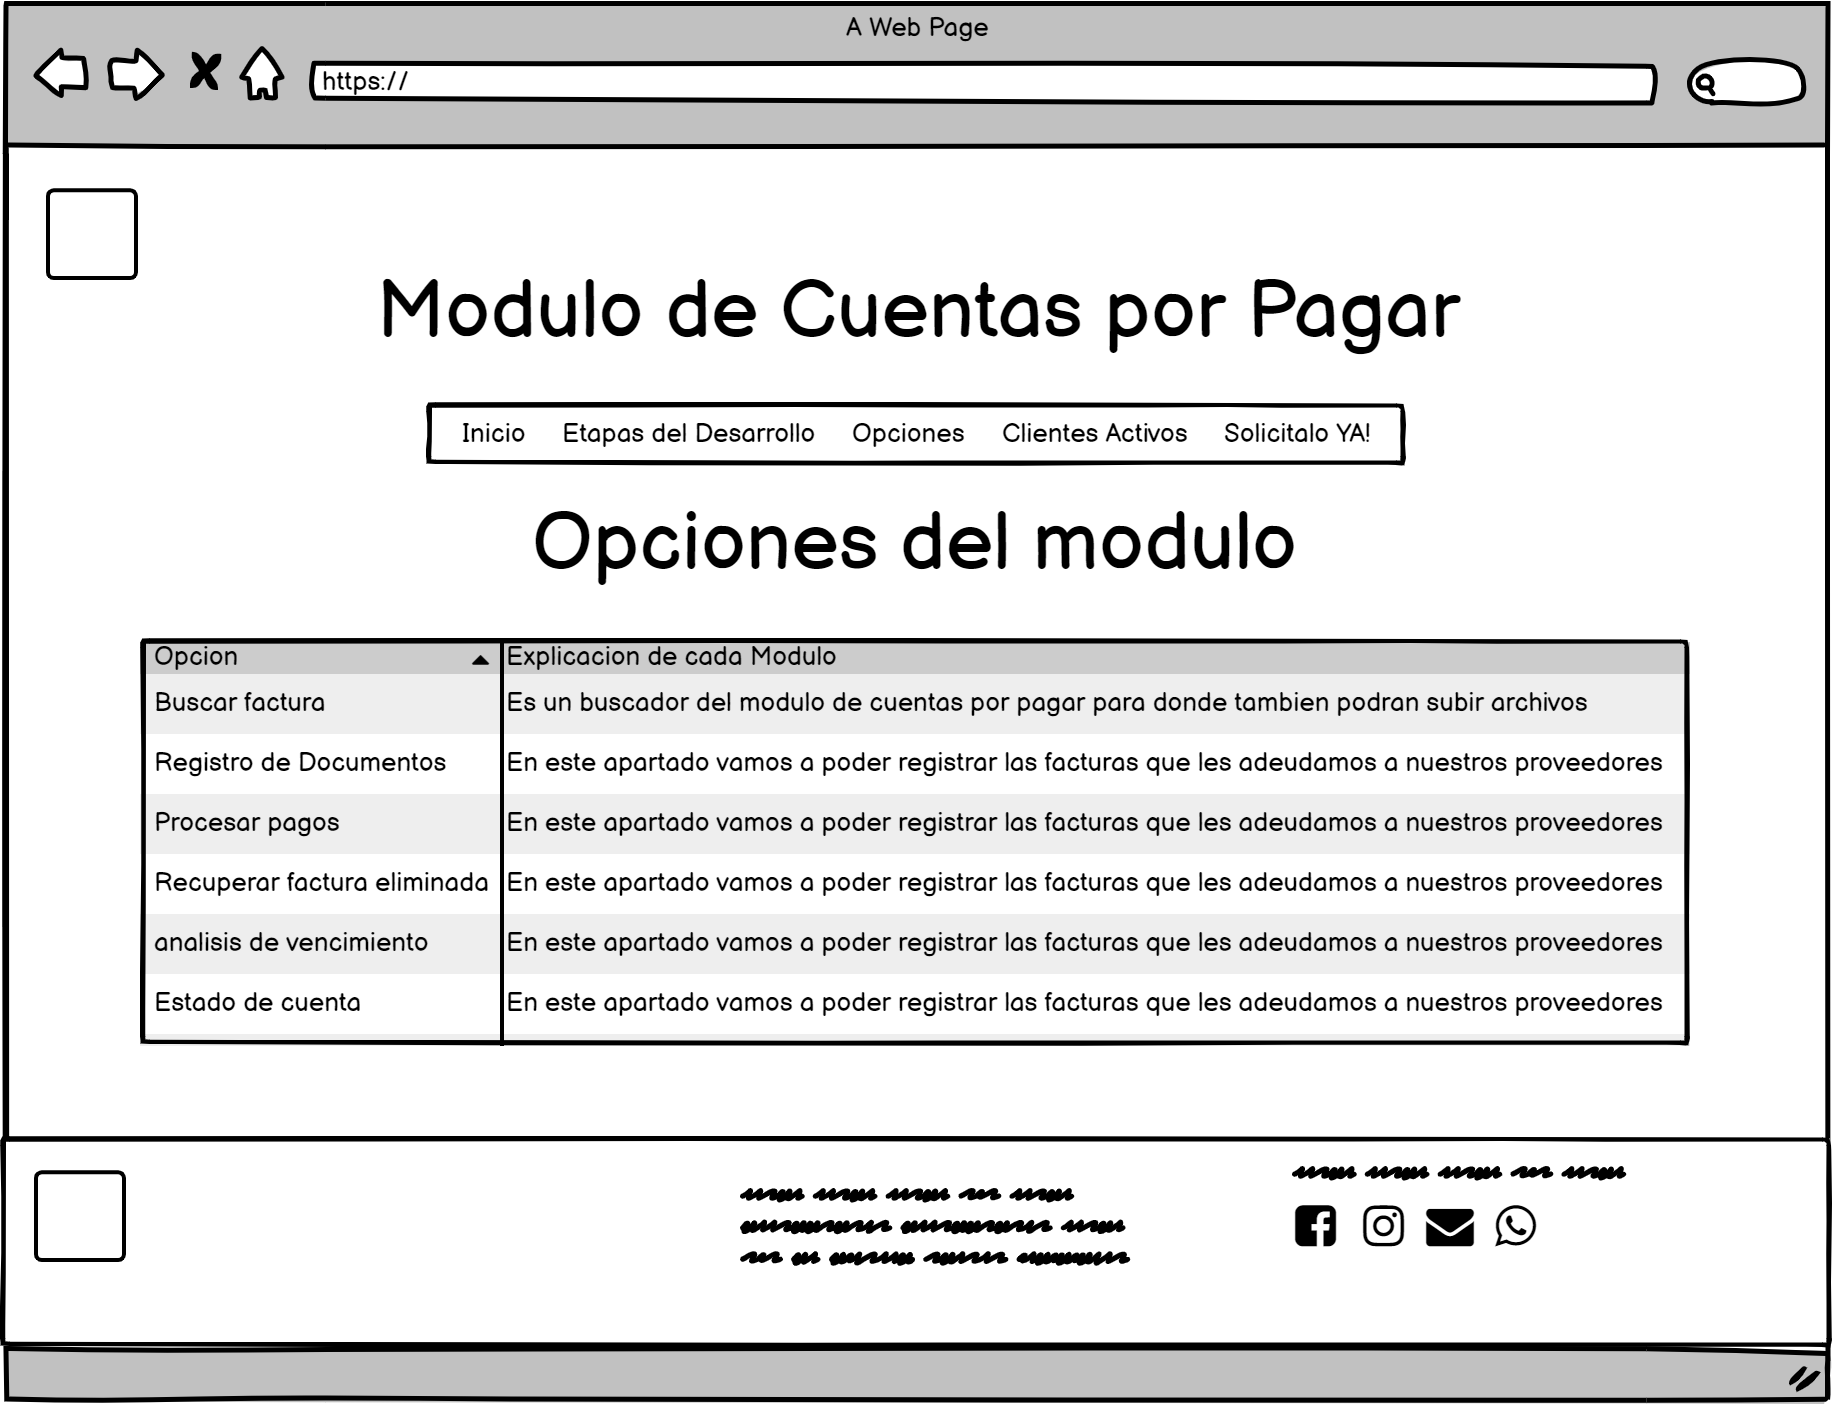 A Web Page
https://
Modulo de Cuentas por Pagar
Inicio Etapas del Desarrollo Opciones Clientes Activos Solicitalo YA!
Opciones del modulo
Opcion Explicacion de cada Modulo
Buscar factura Es un buscador del modulo de cuentas por pagar para donde tambien podran subir archivos
Registro de Documentos En este apartado vamos a poder registrar las facturas que les adeudamos a nuestros proveedores
Procesar pagos En este apartado vamos a poder registrar las facturas que les adeudamos a nuestros proveedores
Recuperar factura eliminada En este apartado vamos a poder registrar las facturas que les adeudamos a nuestros proveedores
analisis de vencimiento En este apartado vamos a poder registrar las facturas que les adeudamos a nuestros proveedores
Estado de cuenta En este apartado vamos a poder registrar las facturas que les adeudamos a nuestros proveedores